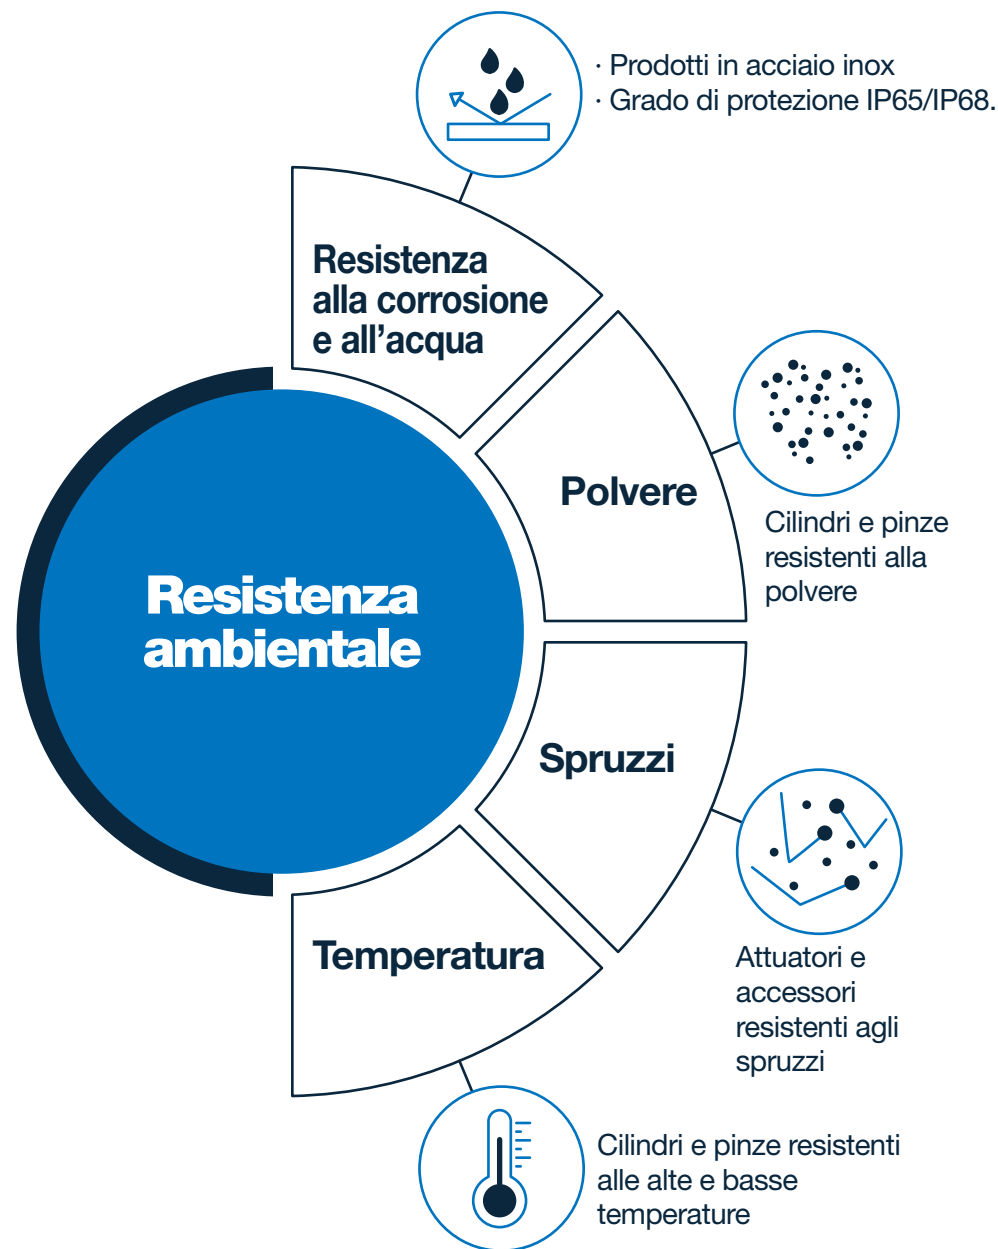 · Prodotti in acciaio inox
· Grado di protezione IP65/IP68.
Resistenza
alla corrosione
e all'acqua
Polvere
Cilindri e pinze
resistenti alla
polvere
Resistenza
ambientale
Spruzzi
Attuatori e
accessori
resistenti agli
spruzzi
Temperatura
Cilindri e pinze resistenti
alle alte e basse
temperature